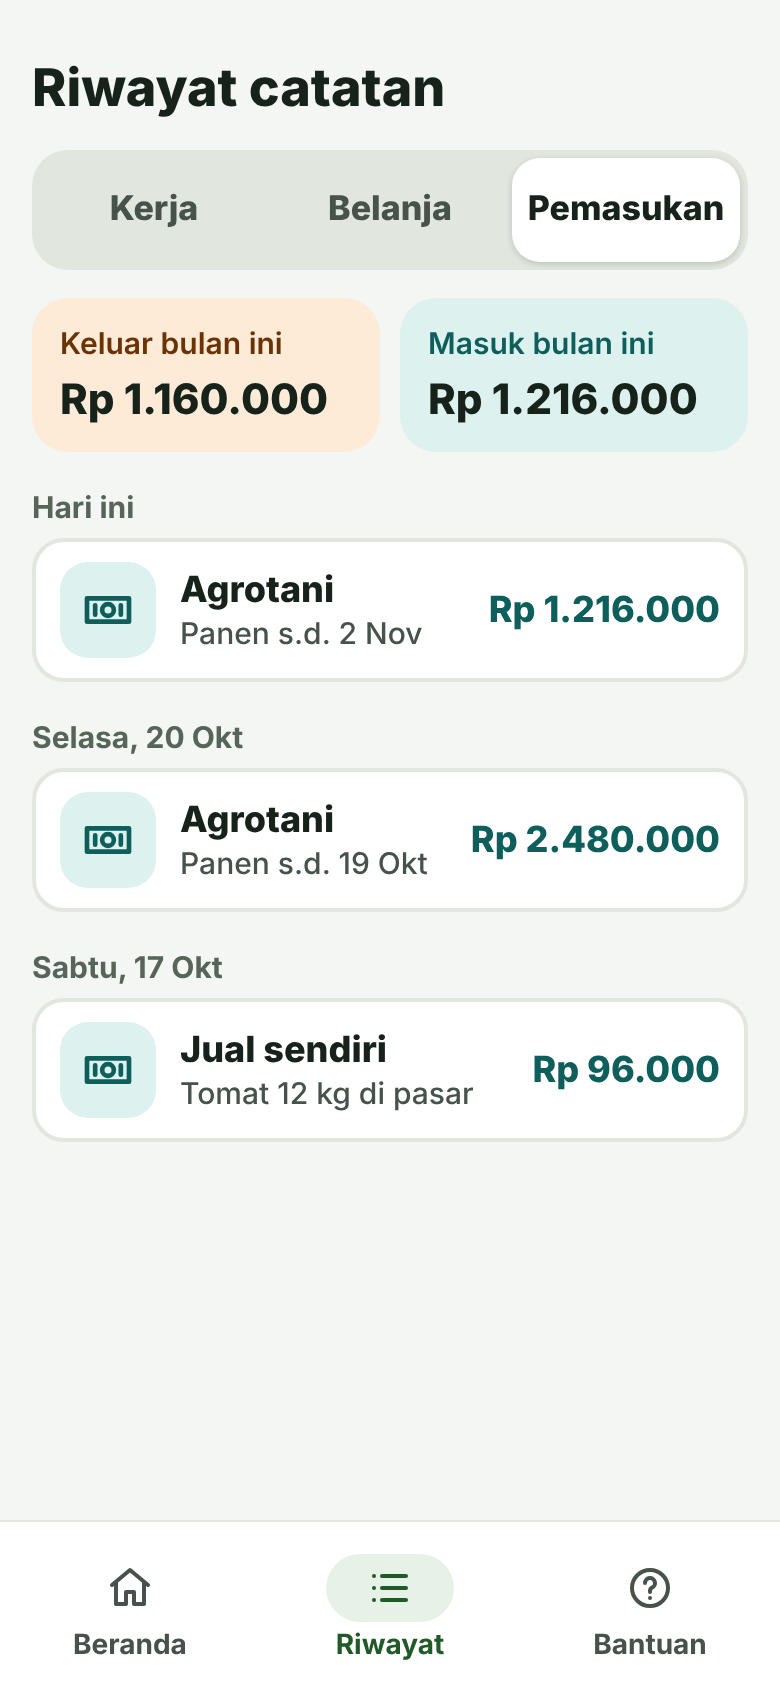 Riwayat catatan
Kerja
Belanja
Pemasukan
Keluar bulan ini
Rp 1.160.000
Masuk bulan ini
Rp 1.216.000
Hari ini
Agrotani
Panen s.d. 2 Nov
Rp 1.216.000
Selasa, 20 Okt
Agrotani
Panen s.d. 19 Okt
Rp 2.480.000
Sabtu, 17 Okt
Jual sendiri
Tomat 12 kg di pasar
Rp 96.000
Beranda
Riwayat
Bantuan